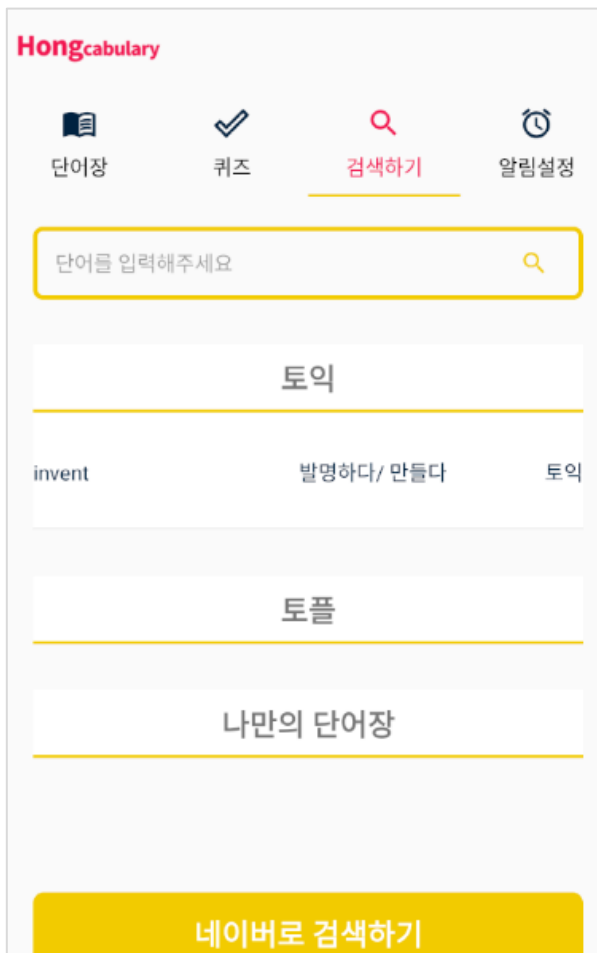 Hongcabulary
단어장 퀴즈 검색하기 알림설정
단어를 입력해주세요
토익
invent 발명하다/ 만들다 토익
토플
나만의 단어장
네이버로 검색하기